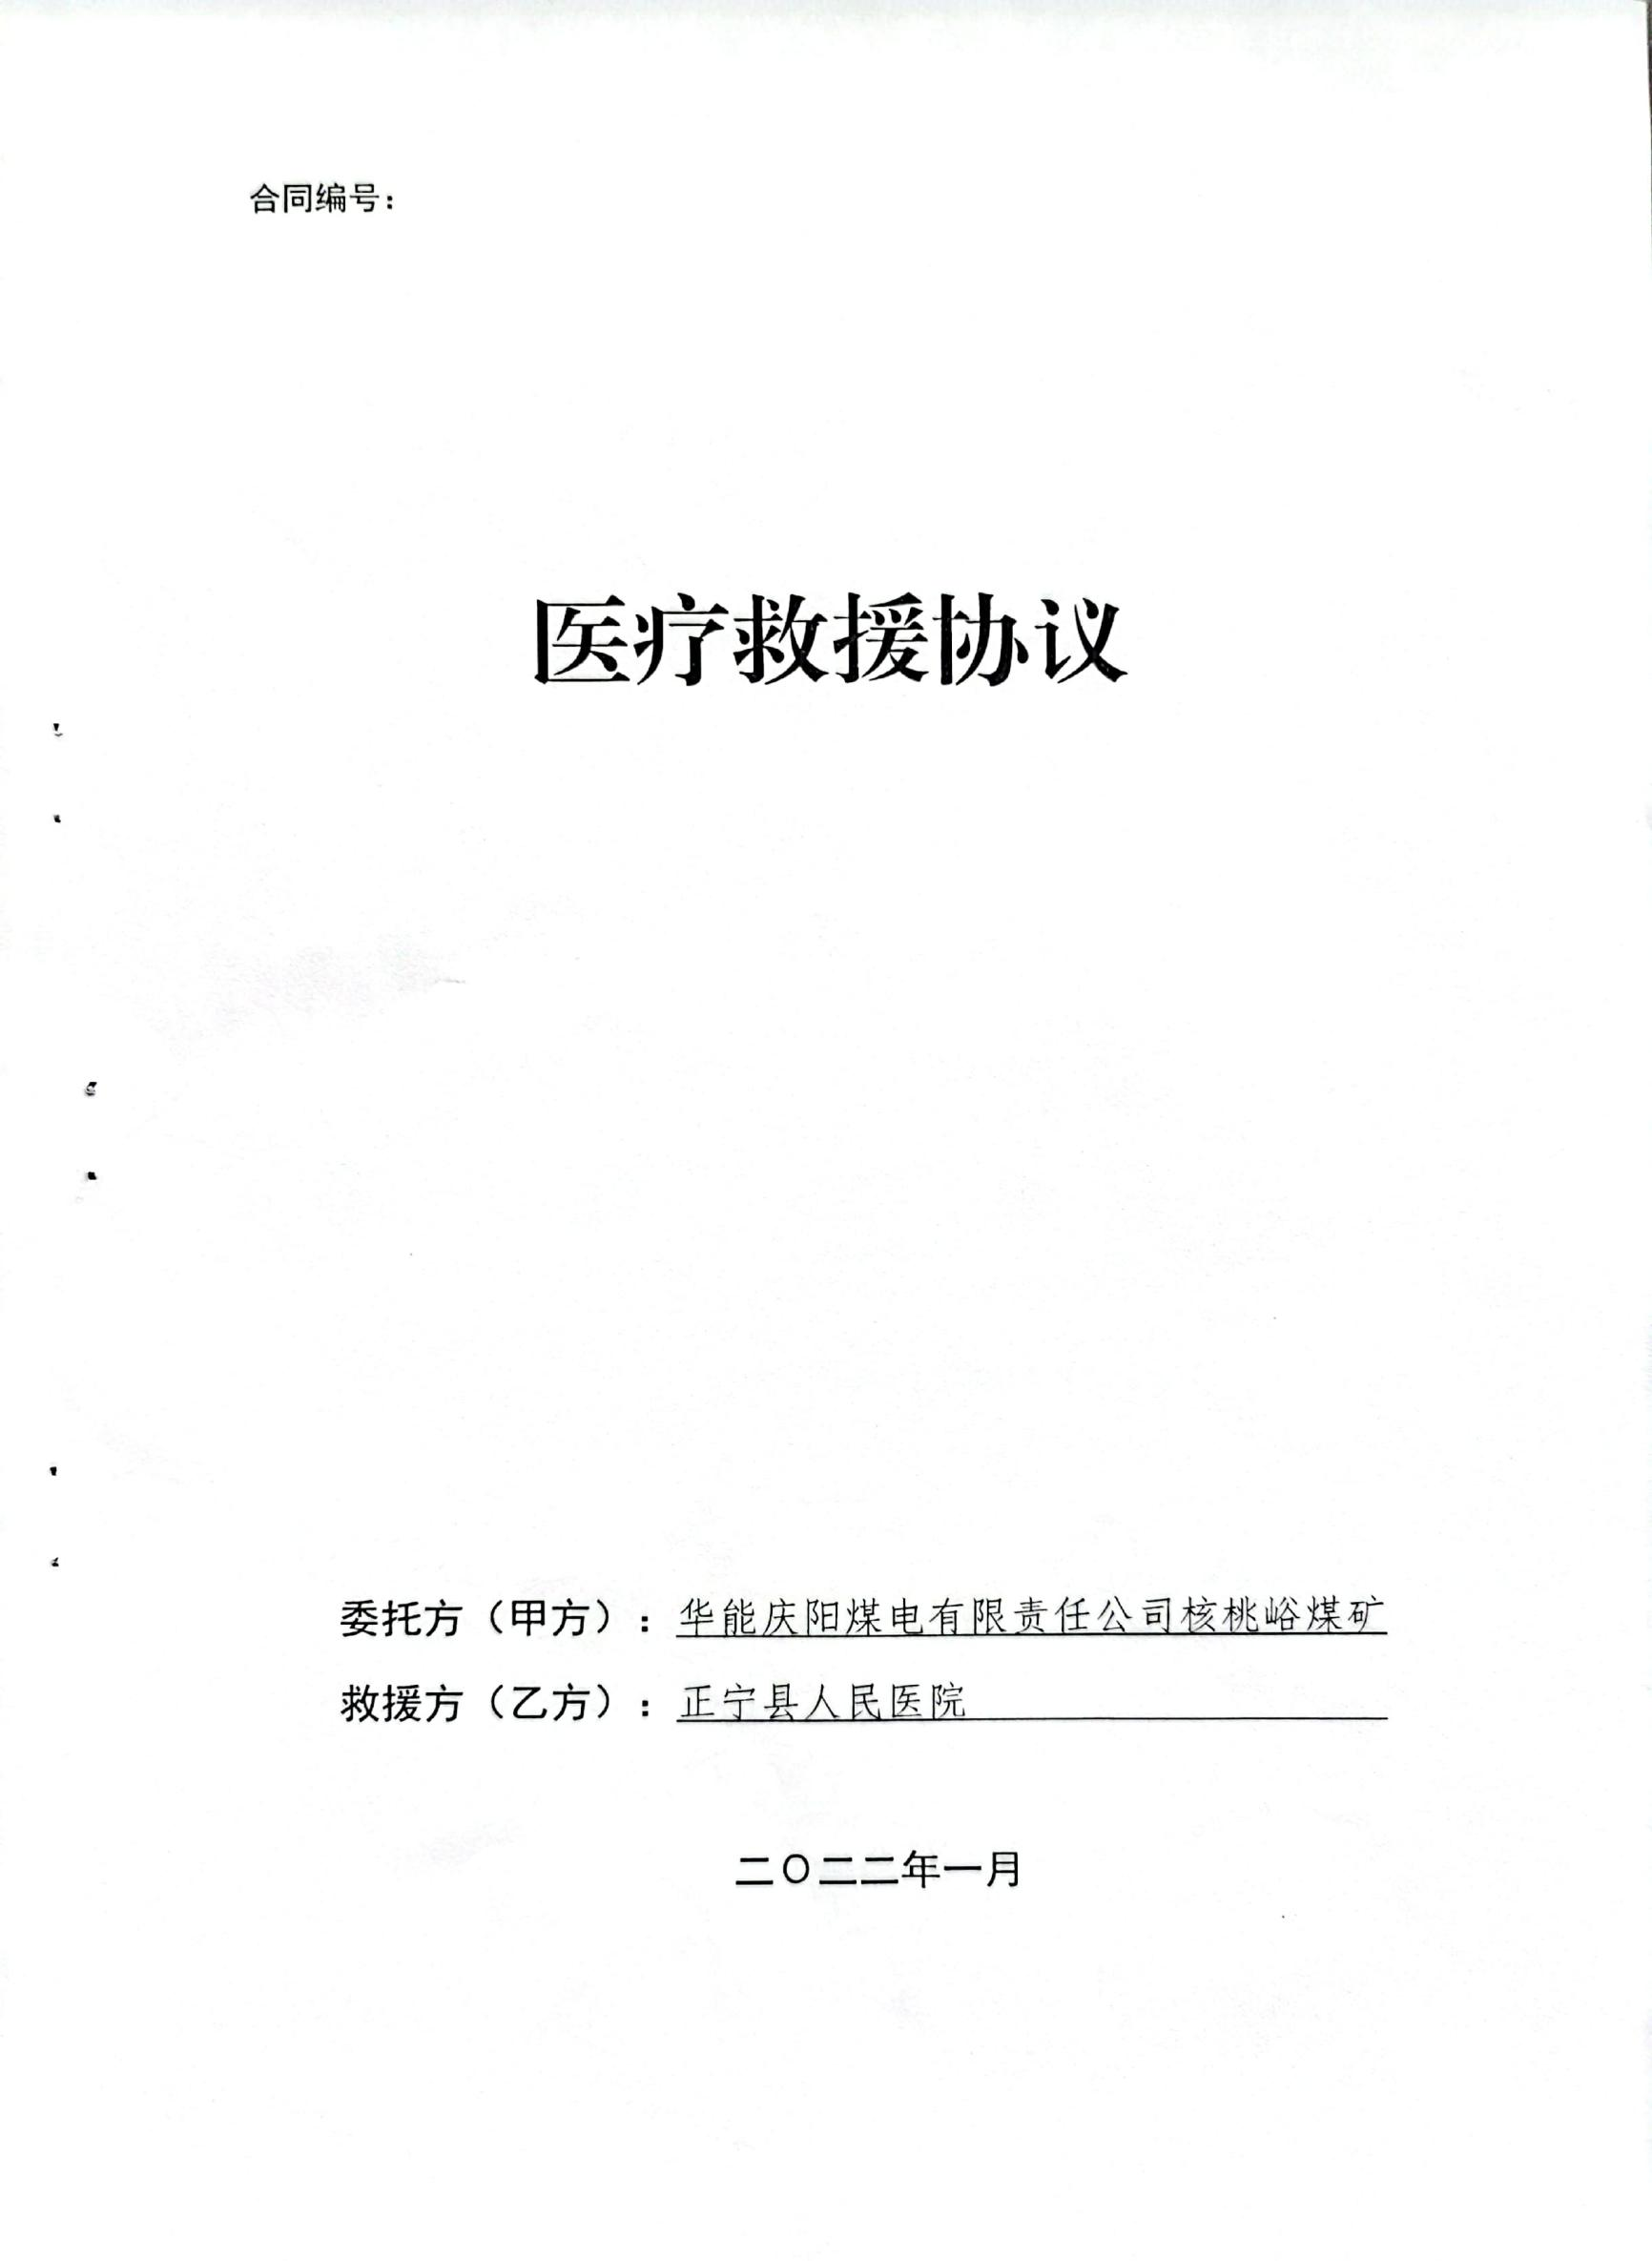 合同编号：
医疗救援协议
委托方（甲方）：华能庆阳煤电有限责任公司核桃峪煤矿
救援方（乙方）：正宁县人民医院
二〇二二年一月